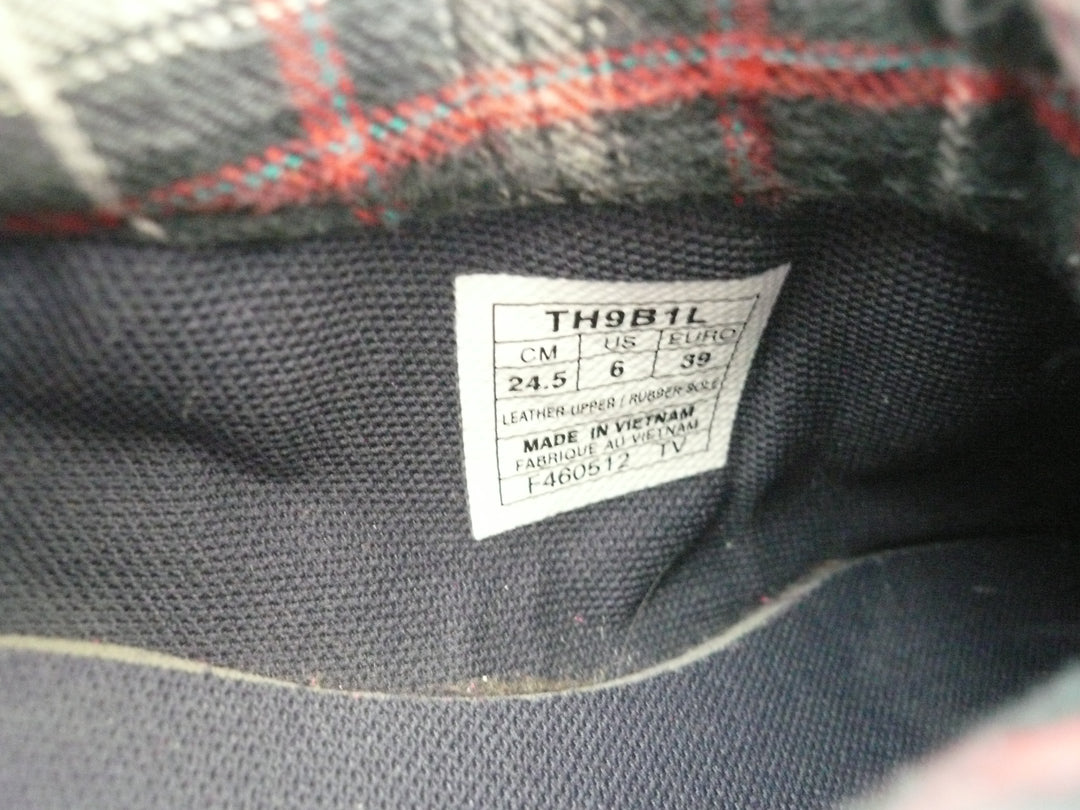 TH9B1L
CM US EURO
24.5 6 39
LEATHER UPPER / RUBBER SOLE
MADE IN VIETNAM
FABRIQUE AU VIETNAM
F460512 TV